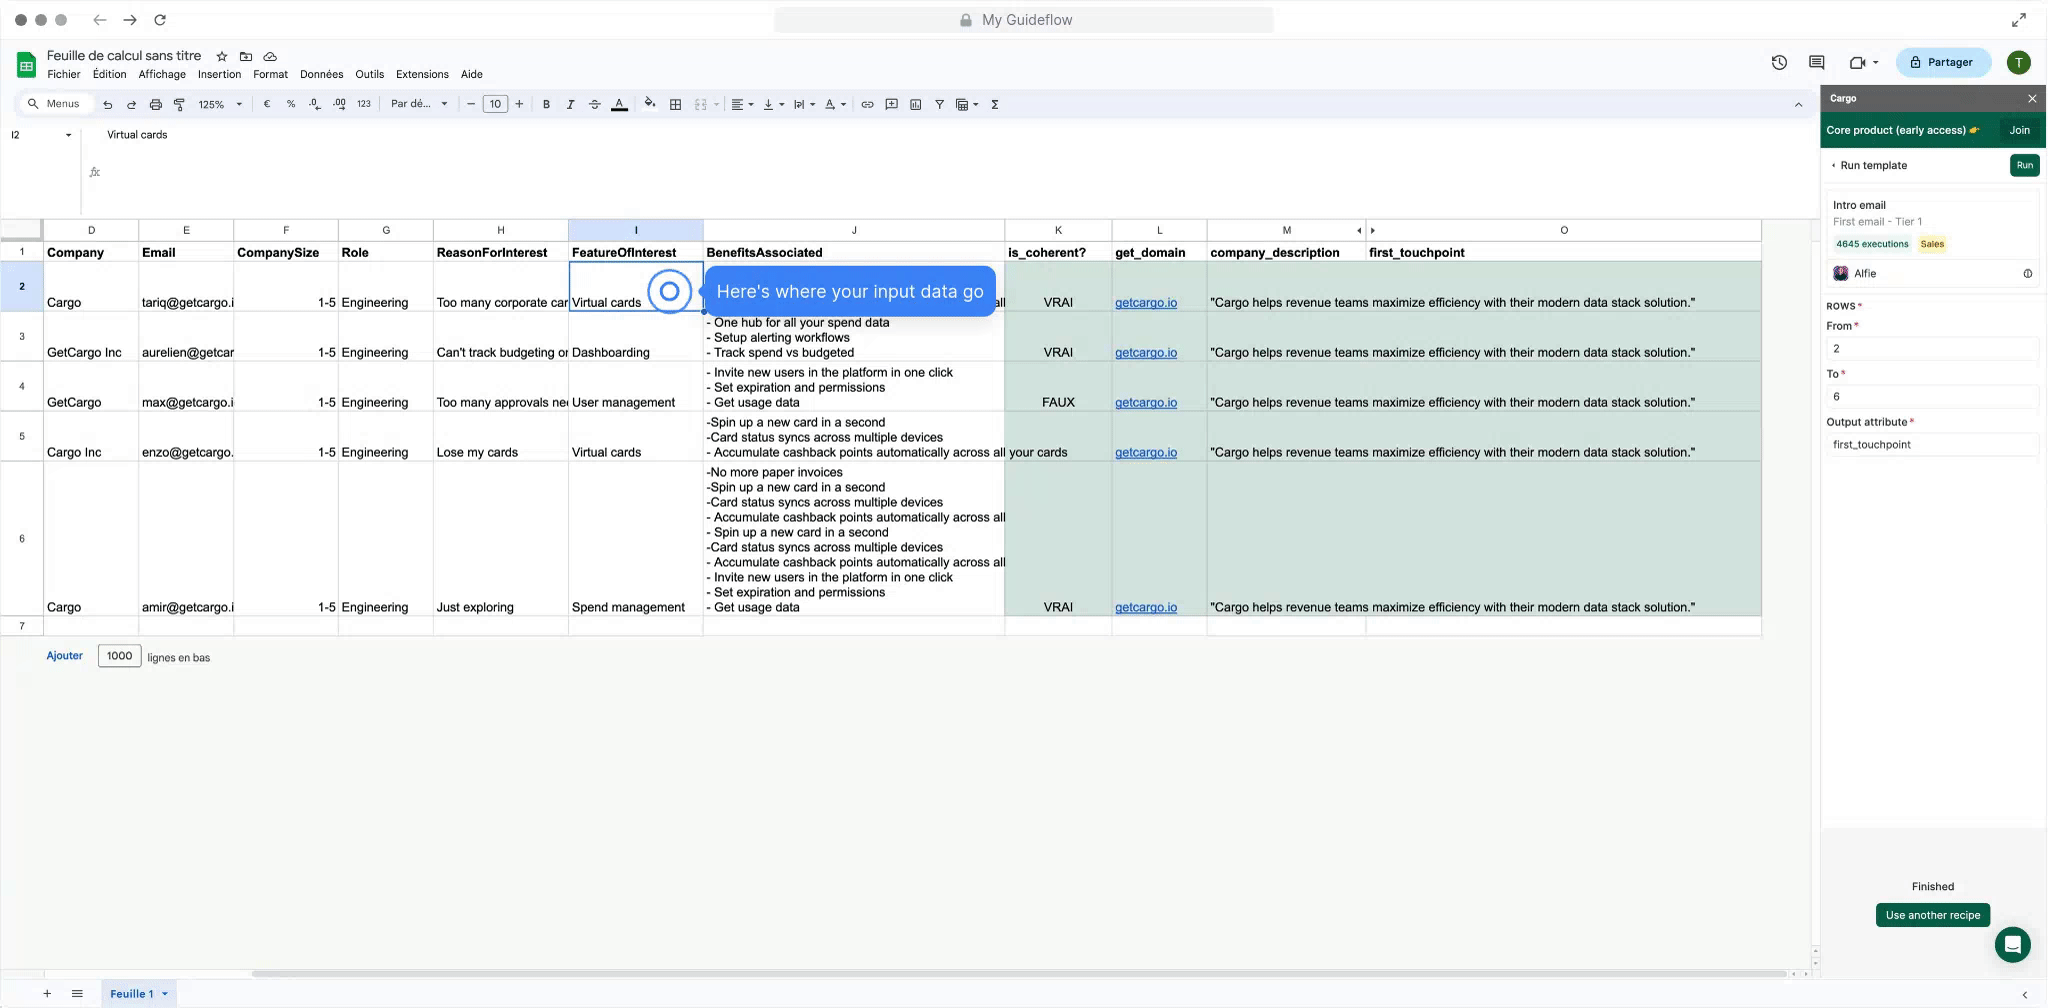 My Guideflow
Feuille de calcul sans titre
Fichier Édition Affichage Insertion Format Données Outils Extensions Aide
Partager
T
Menus 125% € % .0 .00 123 Par dé... 10 B I A Σ
I2 Virtual cards
fx
D E F G H I J K L M O
1 Company Email CompanySize Role ReasonForInterest FeatureOfInterest BenefitsAssociated is_coherent? get_domain company_description first_touchpoint
Here's where your input data go
2 Cargo tariq@getcargo.i 1-5 Engineering Too many corporate car Virtual cards all VRAI getcargo.io "Cargo helps revenue teams maximize efficiency with their modern data stack solution."
- One hub for all your spend data
- Setup alerting workflows
- Track spend vs budgeted
3 GetCargo Inc aurelien@getcar 1-5 Engineering Can't track budgeting or Dashboarding VRAI getcargo.io "Cargo helps revenue teams maximize efficiency with their modern data stack solution."
- Invite new users in the platform in one click
- Set expiration and permissions
- Get usage data
4 GetCargo max@getcargo.i 1-5 Engineering Too many approvals nee User management FAUX getcargo.io "Cargo helps revenue teams maximize efficiency with their modern data stack solution."
-Spin up a new card in a second
-Card status syncs across multiple devices
- Accumulate cashback points automatically across all your cards
5 Cargo Inc enzo@getcargo. 1-5 Engineering Lose my cards Virtual cards getcargo.io "Cargo helps revenue teams maximize efficiency with their modern data stack solution."
-No more paper invoices
-Spin up a new card in a second
-Card status syncs across multiple devices
- Accumulate cashback points automatically across all
- Spin up a new card in a second
-Card status syncs across multiple devices
- Accumulate cashback points automatically across all
- Invite new users in the platform in one click
- Set expiration and permissions
- Get usage data
6 Cargo amir@getcargo.i 1-5 Engineering Just exploring Spend management VRAI getcargo.io "Cargo helps revenue teams maximize efficiency with their modern data stack solution."
7
Ajouter 1000 lignes en bas
Feuille 1
Cargo
Core product (early access) Join
Run template Run
Intro email
First email - Tier 1
4645 executions Sales
Alfie
ROWS*
From*
2
To*
6
Output attribute*
first_touchpoint
Finished
Use another recipe